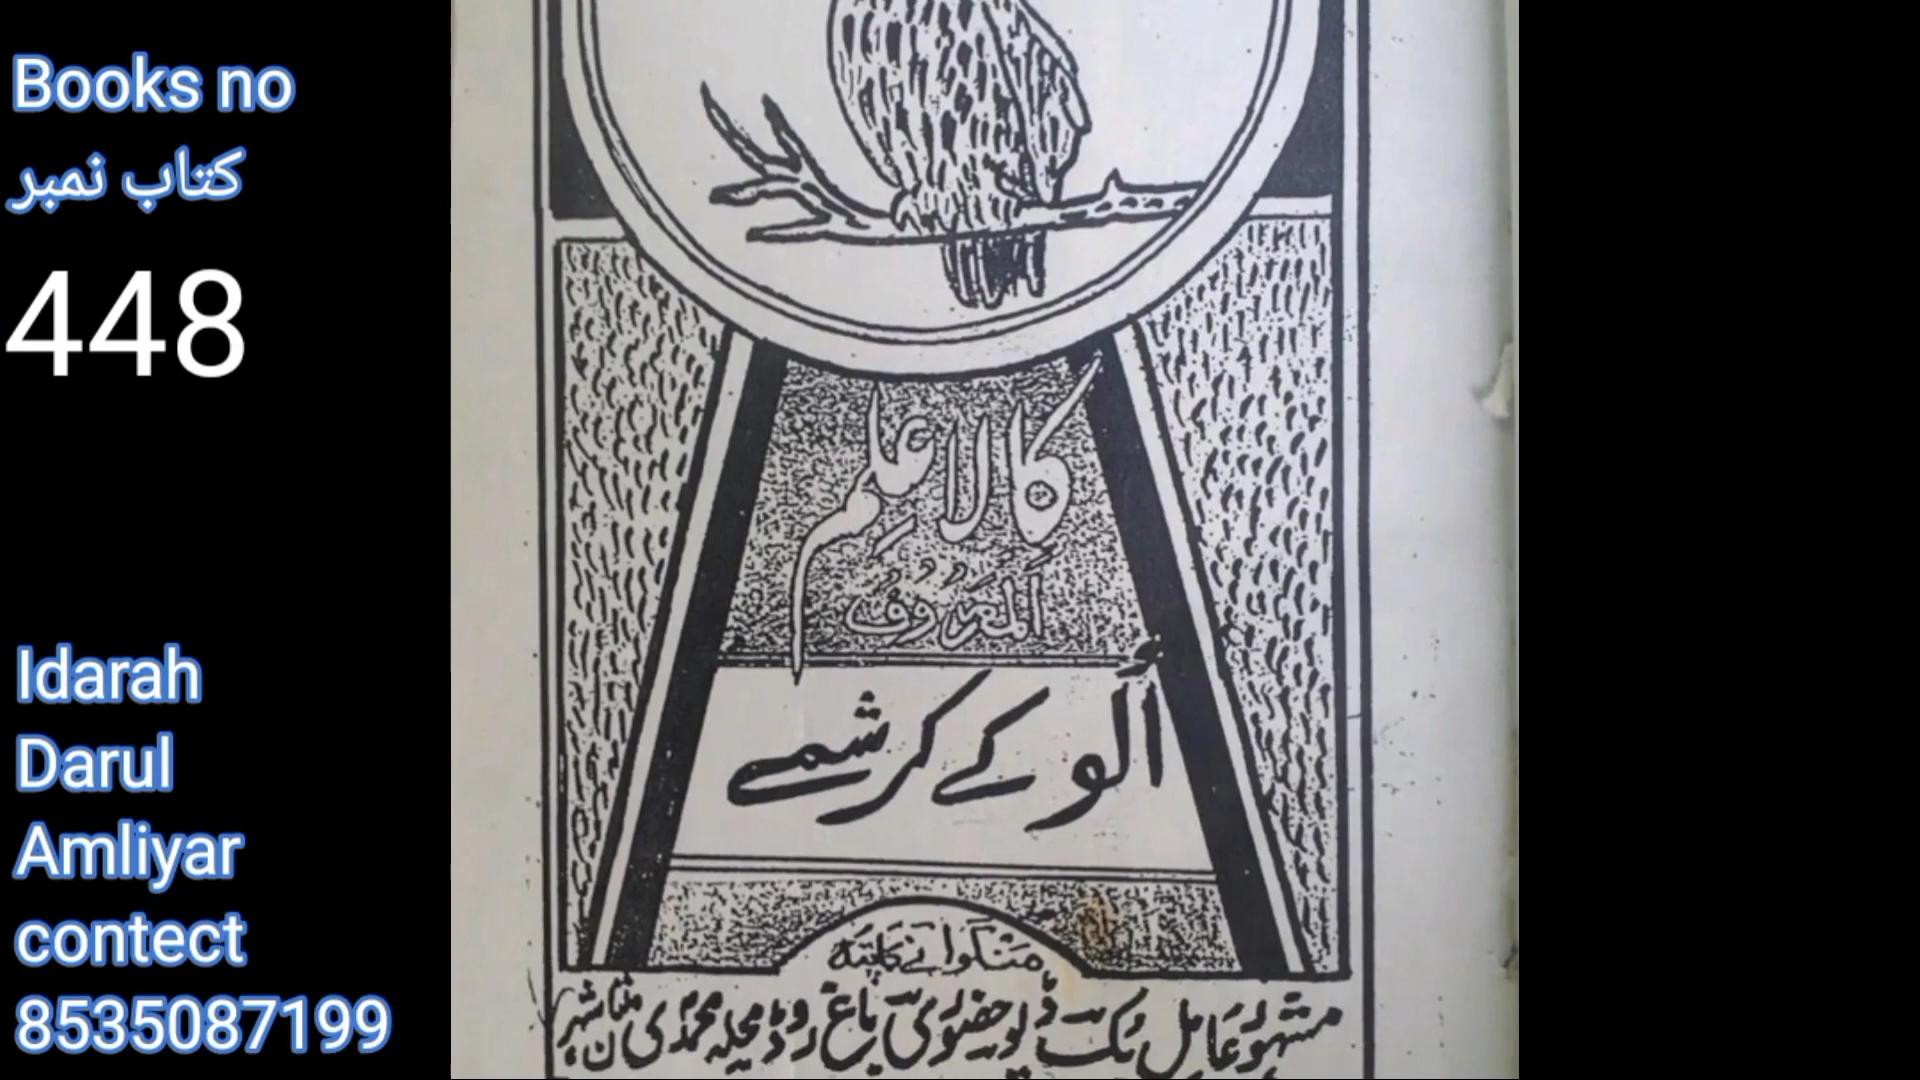 Books no
کتاب نمبر
448
Idarah
Darul
Amliyar
contect
8535087199
کالا علم
المعروف
اُلّو کے کرشمے
منگوانے کا پتہ
مشہور عامل بک ڈپو حضوری باغ روڈ محلہ محمدی ملتان شہر